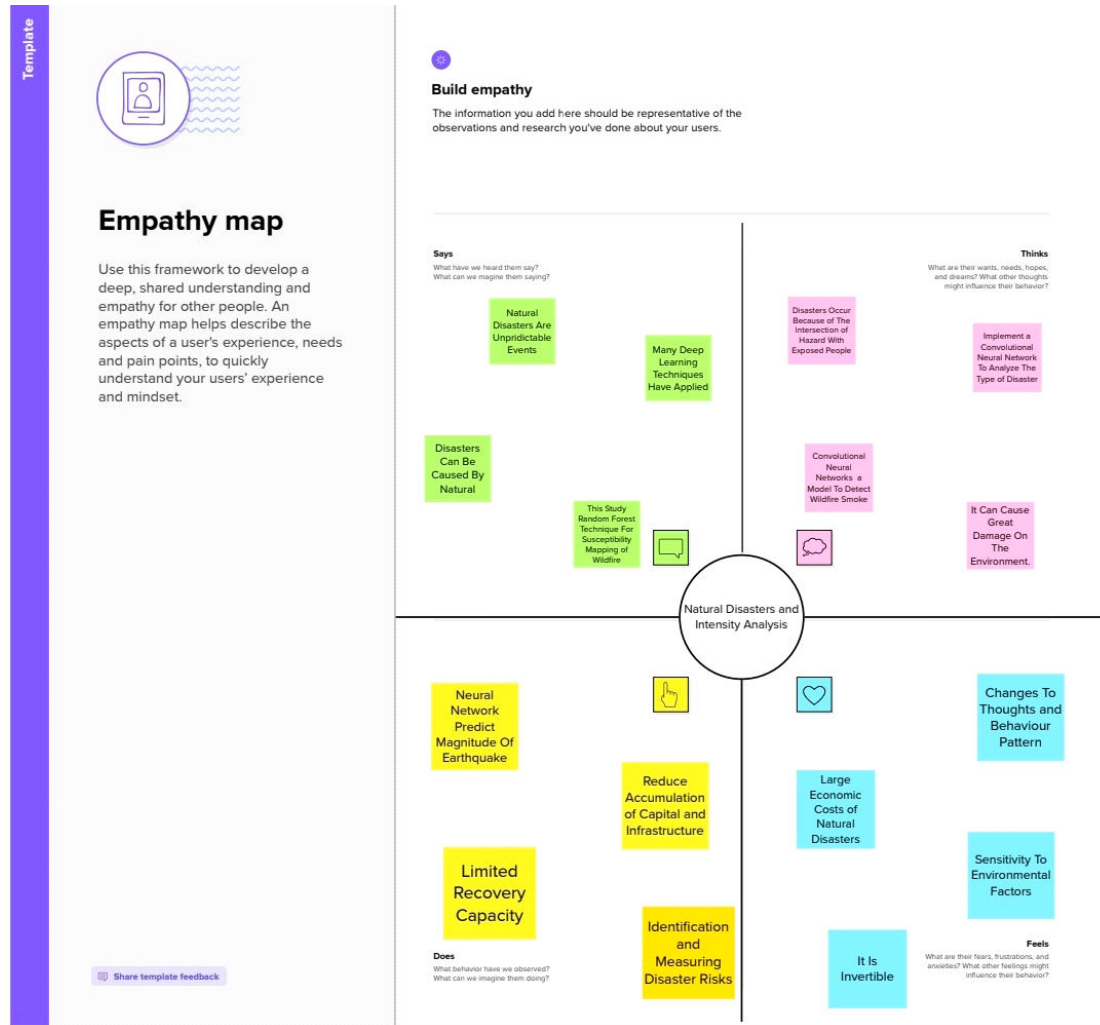 Template
Empathy map
Use this framework to develop a
deep, shared understanding and
empathy for other people. An
empathy map helps describe the
aspects of a user's experience, needs
and pain points, to quickly
understand your users' experience
and mindset.
Share template feedback
Build empathy
The information you add here should be representative of the
observations and research you've done about your users.
Says
What have we heard them say?
What can we magine them saying?
Natural
Disasters Are
Unpridictable
Events
Many Deep
Learning
Techniques
Have Applied
Disasters
Can Be
Caused By
Natural
This Study
Random Forest
Technique For
Susceptibility
Mapping of
Wildfire
Thinks
What are their wants, needs, hopes,
and dreams? What other thoughts
might influence their behavior?
Disasters Occur
Because of The
Intersection of
Hazard With
Exposed People
Implement a
Convolutional
Neural Network
To Analyze The
Type of Disaster
Convolutional
Neural
Networks a
Model To Detect
Wildfire Smoke
It Can Cause
Great
Damage On
The
Environment.
Natural Disasters and
Intensity Analysis
Neural
Network
Predict
Magnitude Of
Earthquake
Reduce
Accumulation
of Capital and
Infrastructure
Limited
Recovery
Capacity
Identification
and
Measuring
Disaster Risks
Does
What behavior have we observed?
What can we imagine them doing?
Changes To
Thoughts and
Behaviour
Pattern
Large
Economic
Costs of
Natural
Disasters
Sensitivity To
Environmental
Factors
It Is
Invertible
Feels
What are their fears, frustrations, and
anxieties? What other feelings might
influence their behavior?